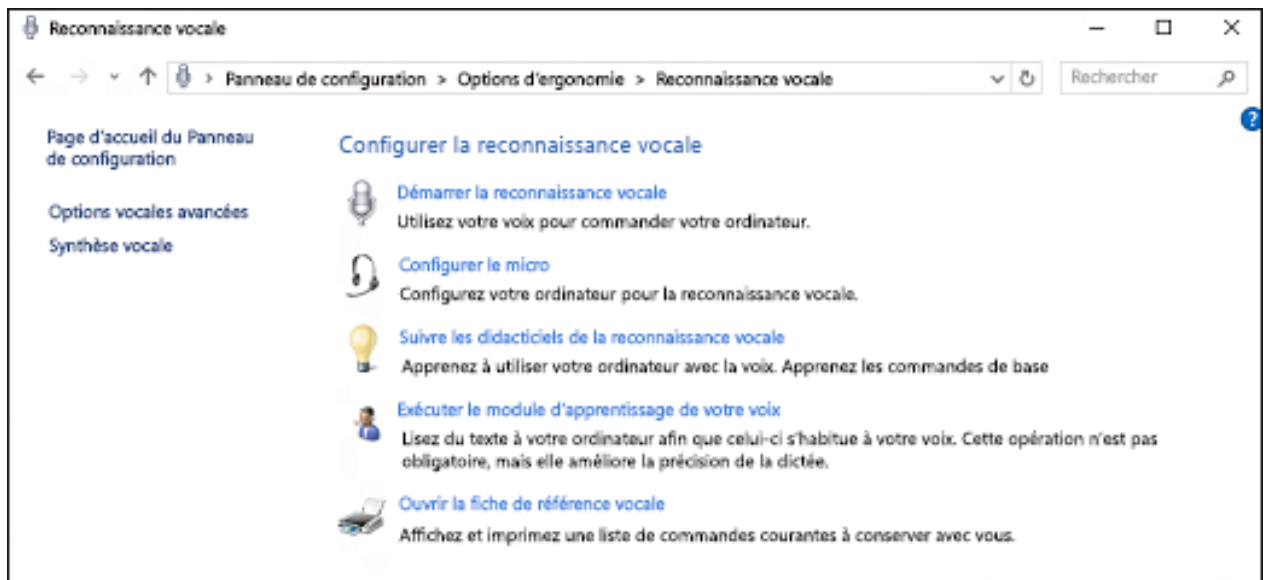 Reconnaissance vocale
Panneau de configuration > Options d'ergonomie > Reconnaissance vocale
Rechercher
Page d'accueil du Panneau
de configuration
Options vocales avancées
Synthèse vocale
Configurer la reconnaissance vocale
Démarrer la reconnaissance vocale
Utilisez votre voix pour commander votre ordinateur.
Configurer le micro
Configurez votre ordinateur pour la reconnaissance vocale.
Suivre les didacticiels de la reconnaissance vocale
Apprenez à utiliser votre ordinateur avec la voix. Apprenez les commandes de base
Exécuter le module d'apprentissage de votre voix
Lisez du texte à votre ordinateur afin que celui-ci s'habitue à votre voix. Cette opération n'est pas
obligatoire, mais elle améliore la précision de la dictée.
Ouvrir la fiche de référence vocale
Affichez et imprimez une liste de commandes courantes à conserver avec vous.